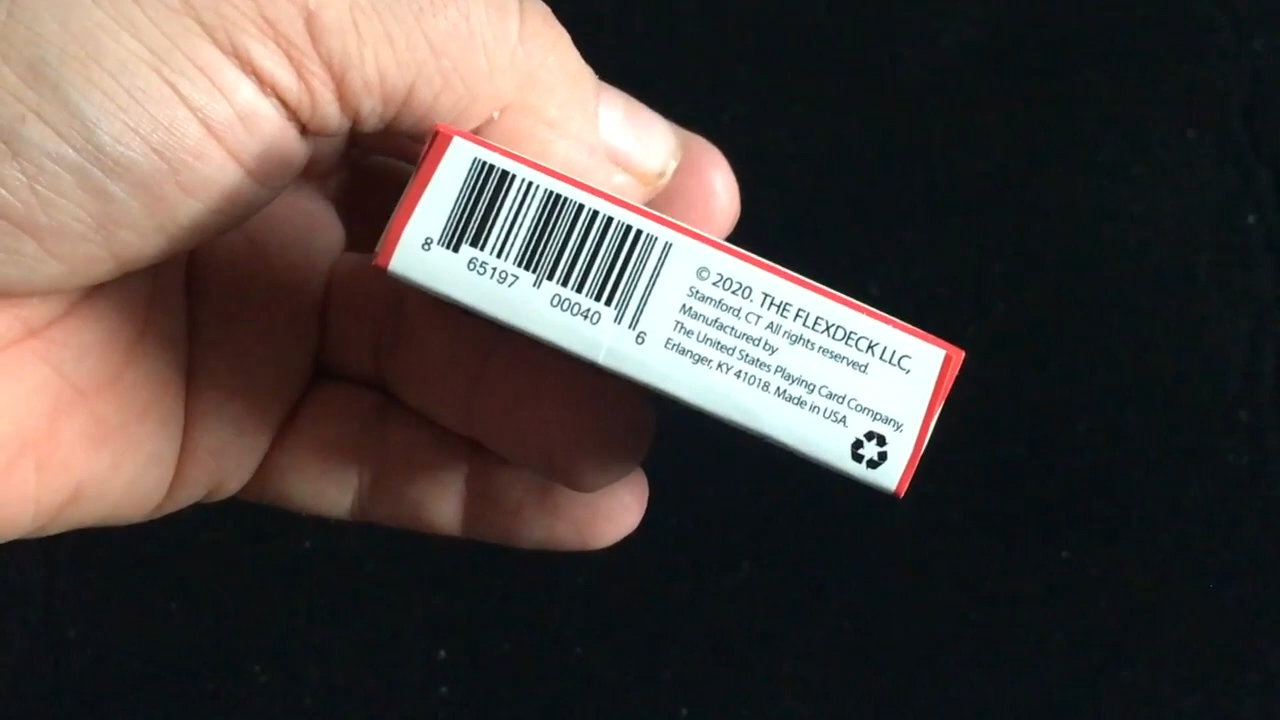 8 65197 00040 6
© 2020. THE FLEXDECK LLC,
Stamford, CT All rights reserved.
Manufactured by
The United States Playing Card Company,
Erlanger, KY 41018. Made in USA.